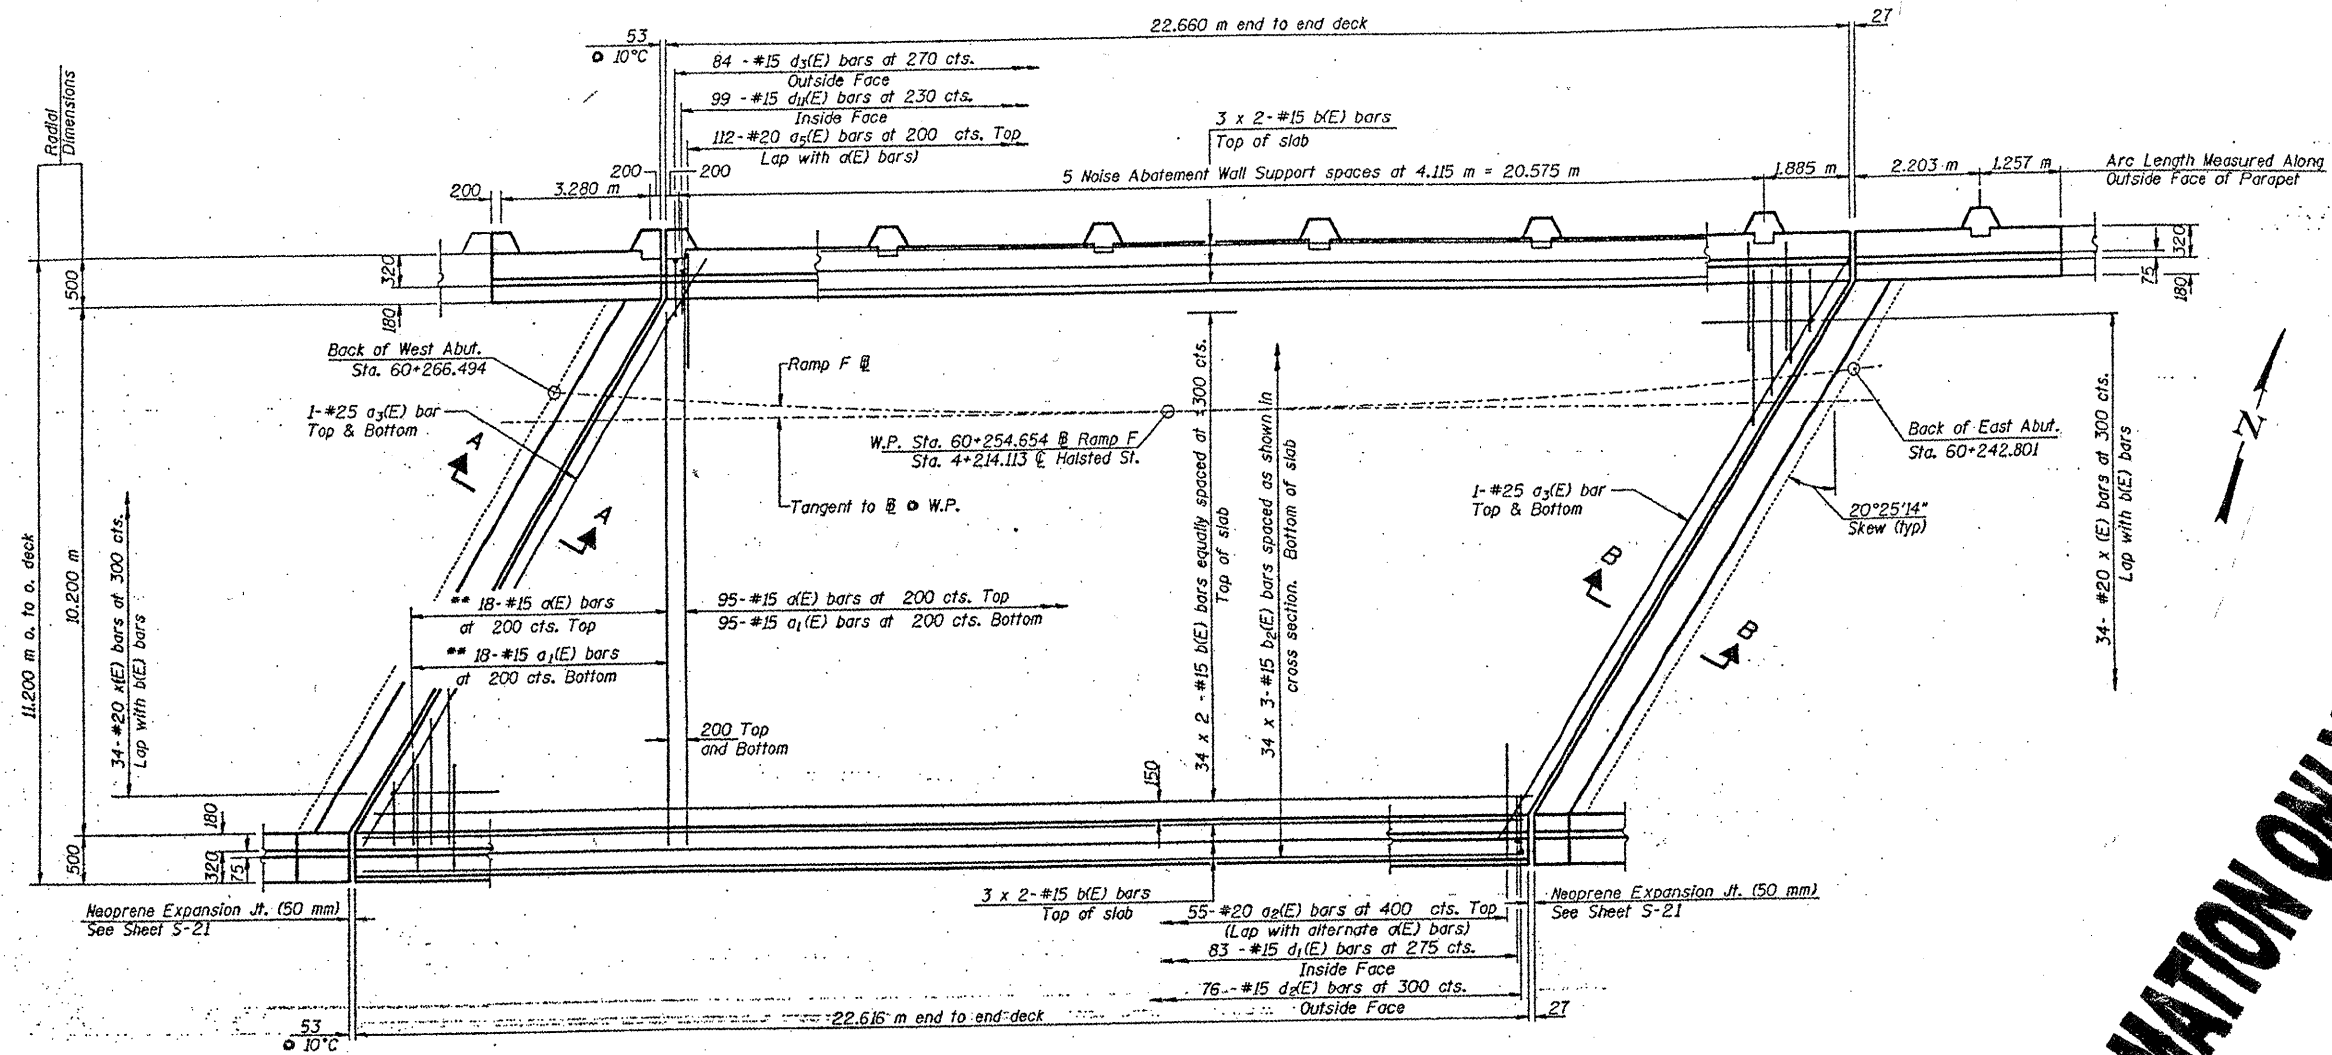 22.660 m end to end deck
27
53
@ 10°C
84 - #15 d3(E) bars at 270 cts.
Outside Face
99 - #15 d11(E) bars at 230 cts.
Inside Face
112- #20 a5(E) bars at 200 cts. Top
Lap with a(E) bars)
3 x 2- #15 b(E) bars
Top of slab
Radial
Dimensions
200
3.280 m
200
200
5 Noise Abatement Wall Support spaces at 4.115 m = 20.575 m
1.885 m
2.203 m
1.257 m
Arc Length Measured Along
Outside Face of Parapet
500
320
180
320
75
180
Back of West Abut.
Sta. 60+266.494
Ramp F ⅊
1- #25 a3(E) bar
Top & Bottom
A
A
W.P. Sta. 60+254.654 ⅊ Ramp F
Sta. 4+214.113 ℄ Halsted St.
Tangent to ⅊ @ W.P.
Back of East Abut.
Sta. 60+242.801
N
1- #25 a3(E) bar
Top & Bottom
20°25'14"
Skew (typ)
B
B
11.200 m o. to o. deck
10.200 m
34- #20 x(E) bars at 300 cts.
Lap with b(E) bars
** 18- #15 a(E) bars
at 200 cts. Top
** 18- #15 a1(E) bars
at 200 cts. Bottom
95- #15 a(E) bars at 200 cts. Top
95- #15 a1(E) bars at 200 cts. Bottom
34 x 2 - #15 b(E) bars equally spaced at ±300 cts.
Top of slab
34 x 3- #15 b2(E) bars spaced as shown in
cross section. Bottom of slab
34- #20 x (E) bars at 300 cts.
Lap with b(E) bars
200 Top
and Bottom
150
180
500
320
75
Neoprene Expansion Jt. (50 mm)
See Sheet S-21
3 x 2- #15 b(E) bars
Top of slab
55- #20 a2(E) bars at 400 cts. Top
(Lap with alternate a(E) bars)
83 - #15 d1(E) bars at 275 cts.
Inside Face
76 - #15 d2(E) bars at 300 cts.
Outside Face
Neoprene Expansion Jt. (50 mm)
See Sheet S-21
53
@ 10°C
22.616 m end to end deck
27
MATION ONLY